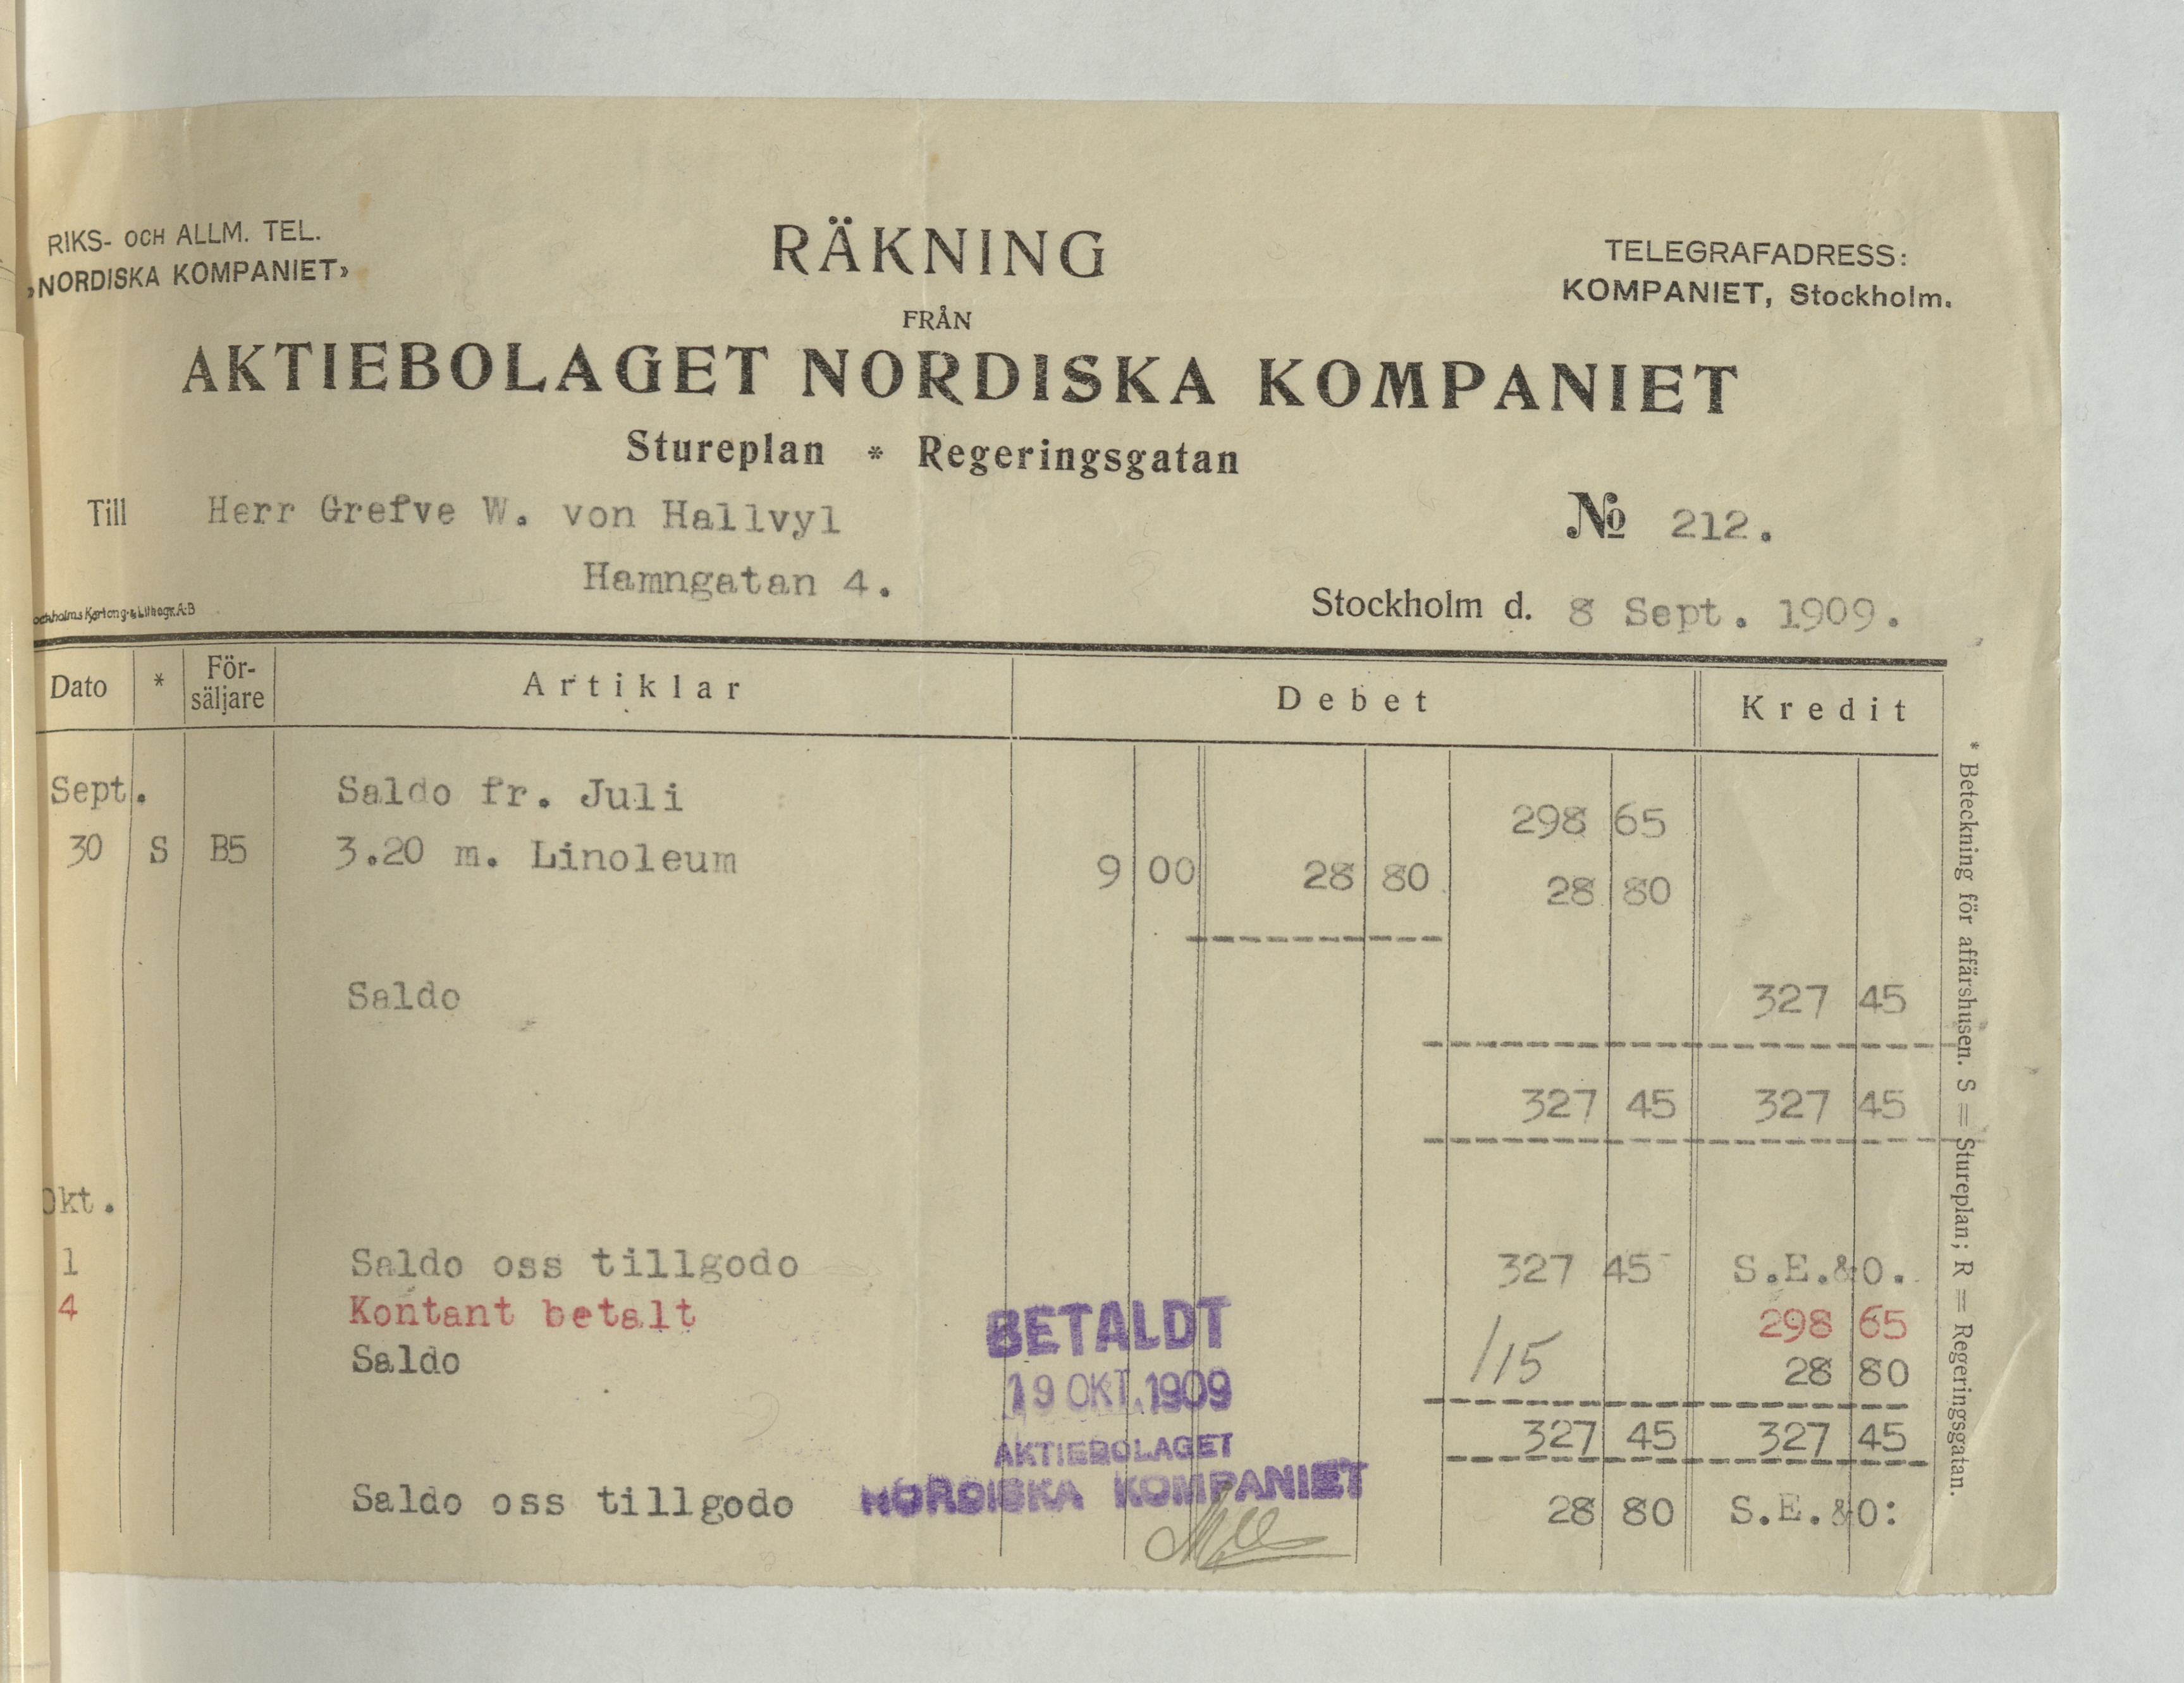 RIKS- OCH ALLM. TEL.
»NORDISKA KOMPANIET»
RÄKNING
FRÅN
TELEGRAFADRESS:
KOMPANIET, Stockholm.
AKTIEBOLAGET NORDISKA KOMPANIET
Stureplan * Regeringsgatan
Till Herr Grefve W. von Hallvyl
No 212.
Hamngatan 4.
Stockholm d. 8 Sept. 1909.
Kartong- & Lithogr. A-B
Dato * För-säljare Artiklar Debet Kredit
Sept. Saldo fr. Juli 298 65
30 S B5 3.20 m. Linoleum 9 00 28 80 28 80
Saldo 327 45
327 45 327 45
Okt.
1 Saldo oss tillgodo 327 45 S.E.&O.
4 Kontant betalt 298 65
Saldo /15 28 80
327 45 327 45
Saldo oss tillgodo 28 80 S.E.&O:
BETALDT
19 OKT. 1909
AKTIEBOLAGET
NORDISKA KOMPANIET
* Beteckning för affärshusen. S = Stureplan; R = Regeringsgatan.